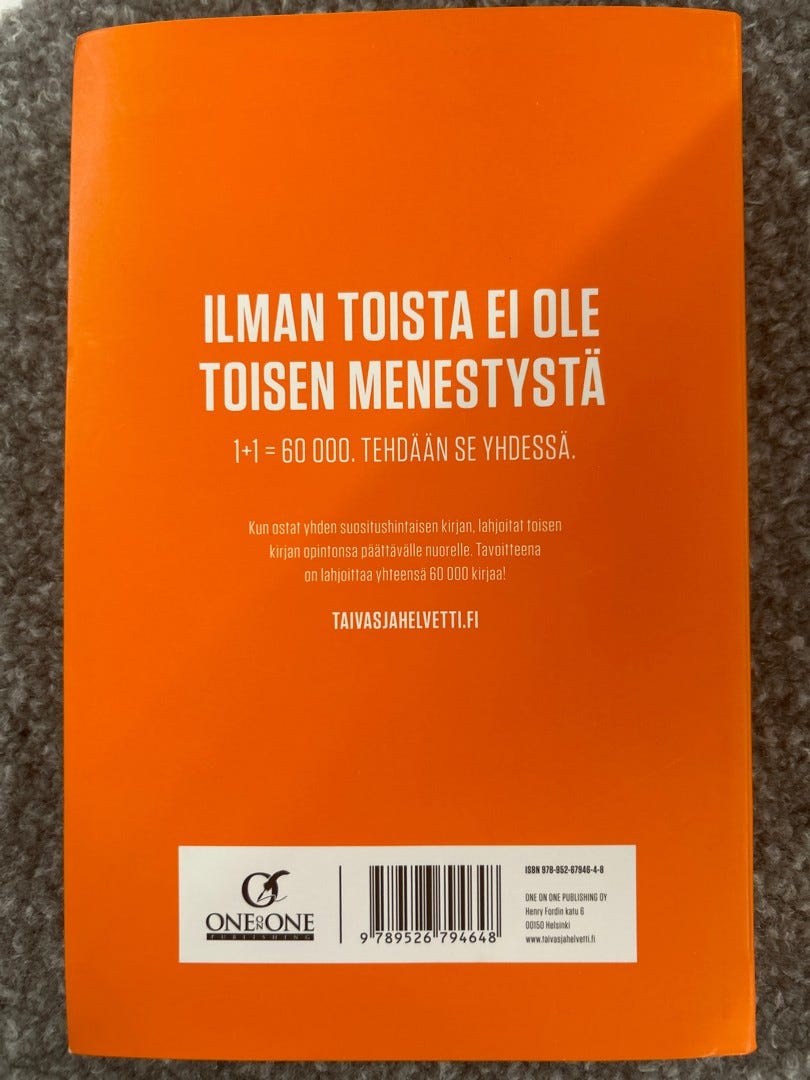 ILMAN TOISTA EI OLE
TOISEN MENESTYSTÄ
1+1 = 60 000. TEHDÄÄN SE YHDESSÄ.
Kun ostat yhden suositushintaisen kirjan, lahjoitat toisen
kirjan opintonsa päättävälle nuorelle. Tavoitteena
on lahjoittaa yhteensä 60 000 kirjaa!
TAIVASJAHELVETTI.FI
ONE ON ONE
PUBLISHING
9 789526 794648
ISBN 978-952-67946-4-8
ONE ON ONE PUBLISHING OY
Henry Fordin katu 6
00150 Helsinki
www.taivasjahelvetti.fi